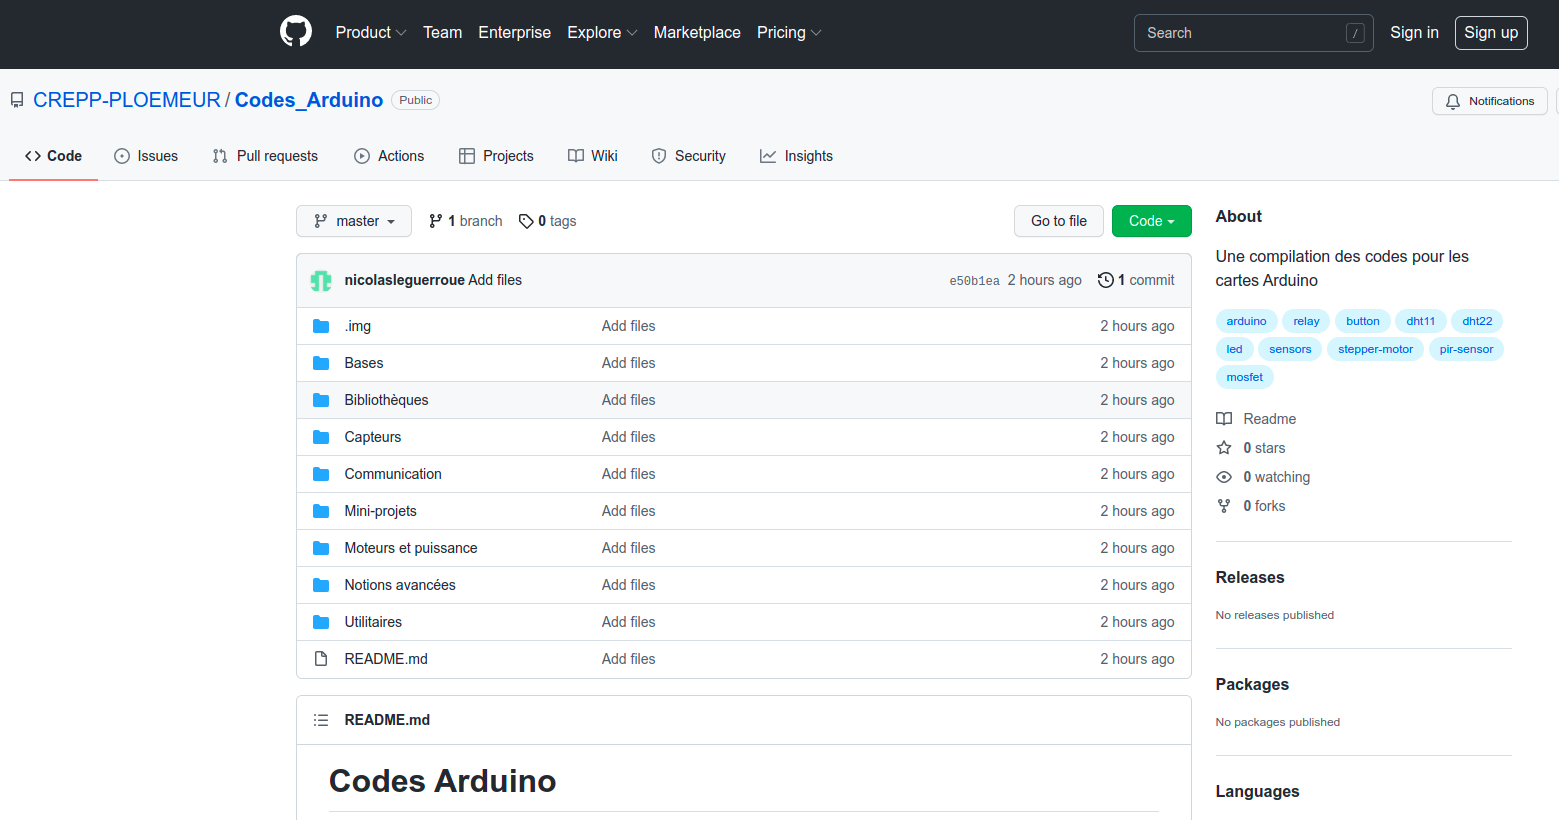 Product Team Enterprise Explore Marketplace Pricing Search / Sign in Sign up
CREPP-PLOEMEUR / Codes_Arduino Public Notifications
Code Issues Pull requests Actions Projects Wiki Security Insights
master 1 branch 0 tags Go to file Code
nicolasleguerroue Add files e50b1ea 2 hours ago 1 commit
.img Add files 2 hours ago
Bases Add files 2 hours ago
Bibliothèques Add files 2 hours ago
Capteurs Add files 2 hours ago
Communication Add files 2 hours ago
Mini-projets Add files 2 hours ago
Moteurs et puissance Add files 2 hours ago
Notions avancées Add files 2 hours ago
Utilitaires Add files 2 hours ago
README.md Add files 2 hours ago
README.md
Codes Arduino
About
Une compilation des codes pour les
cartes Arduino
arduino relay button dht11 dht22
led sensors stepper-motor pir-sensor
mosfet
Readme
0 stars
0 watching
0 forks
Releases
No releases published
Packages
No packages published
Languages